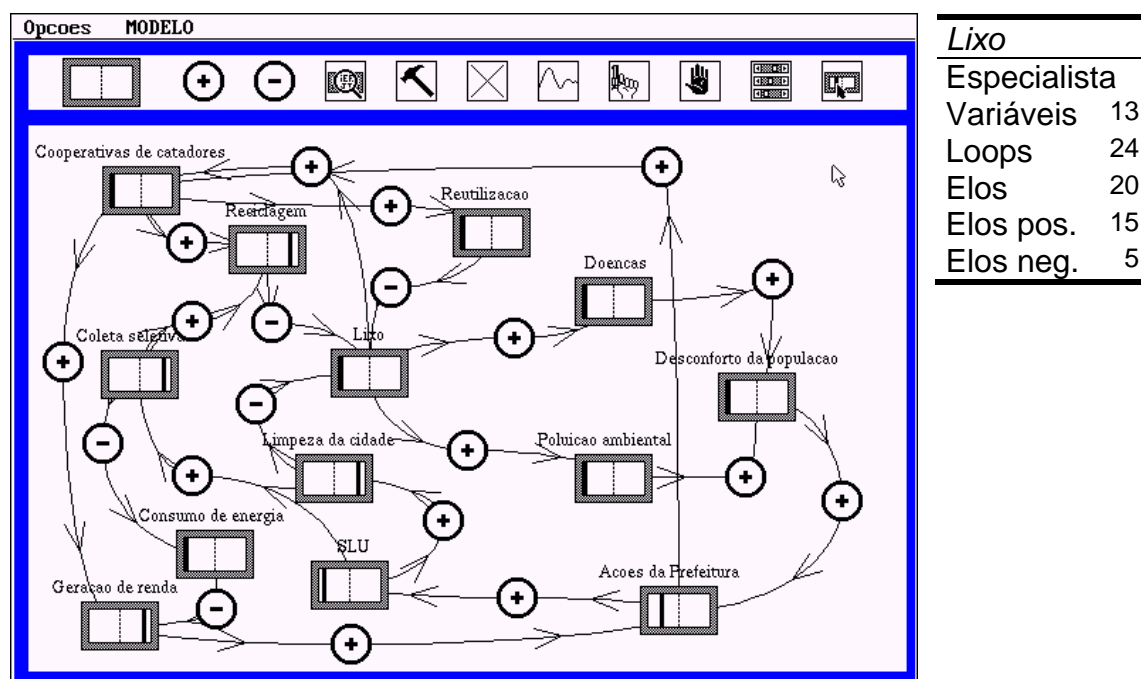 Opcoes MODELO
Cooperativas de catadores
Reutilizacao
Reciclagem
Doencas
Coleta seletiva
Lixo
Desconforto da populacao
Limpeza da cidade
Poluicao ambiental
Consumo de energia
SLU
Acoes da Prefeitura
Geracao de renda
Lixo
Especialista
Variáveis 13
Loops 24
Elos 20
Elos pos. 15
Elos neg. 5